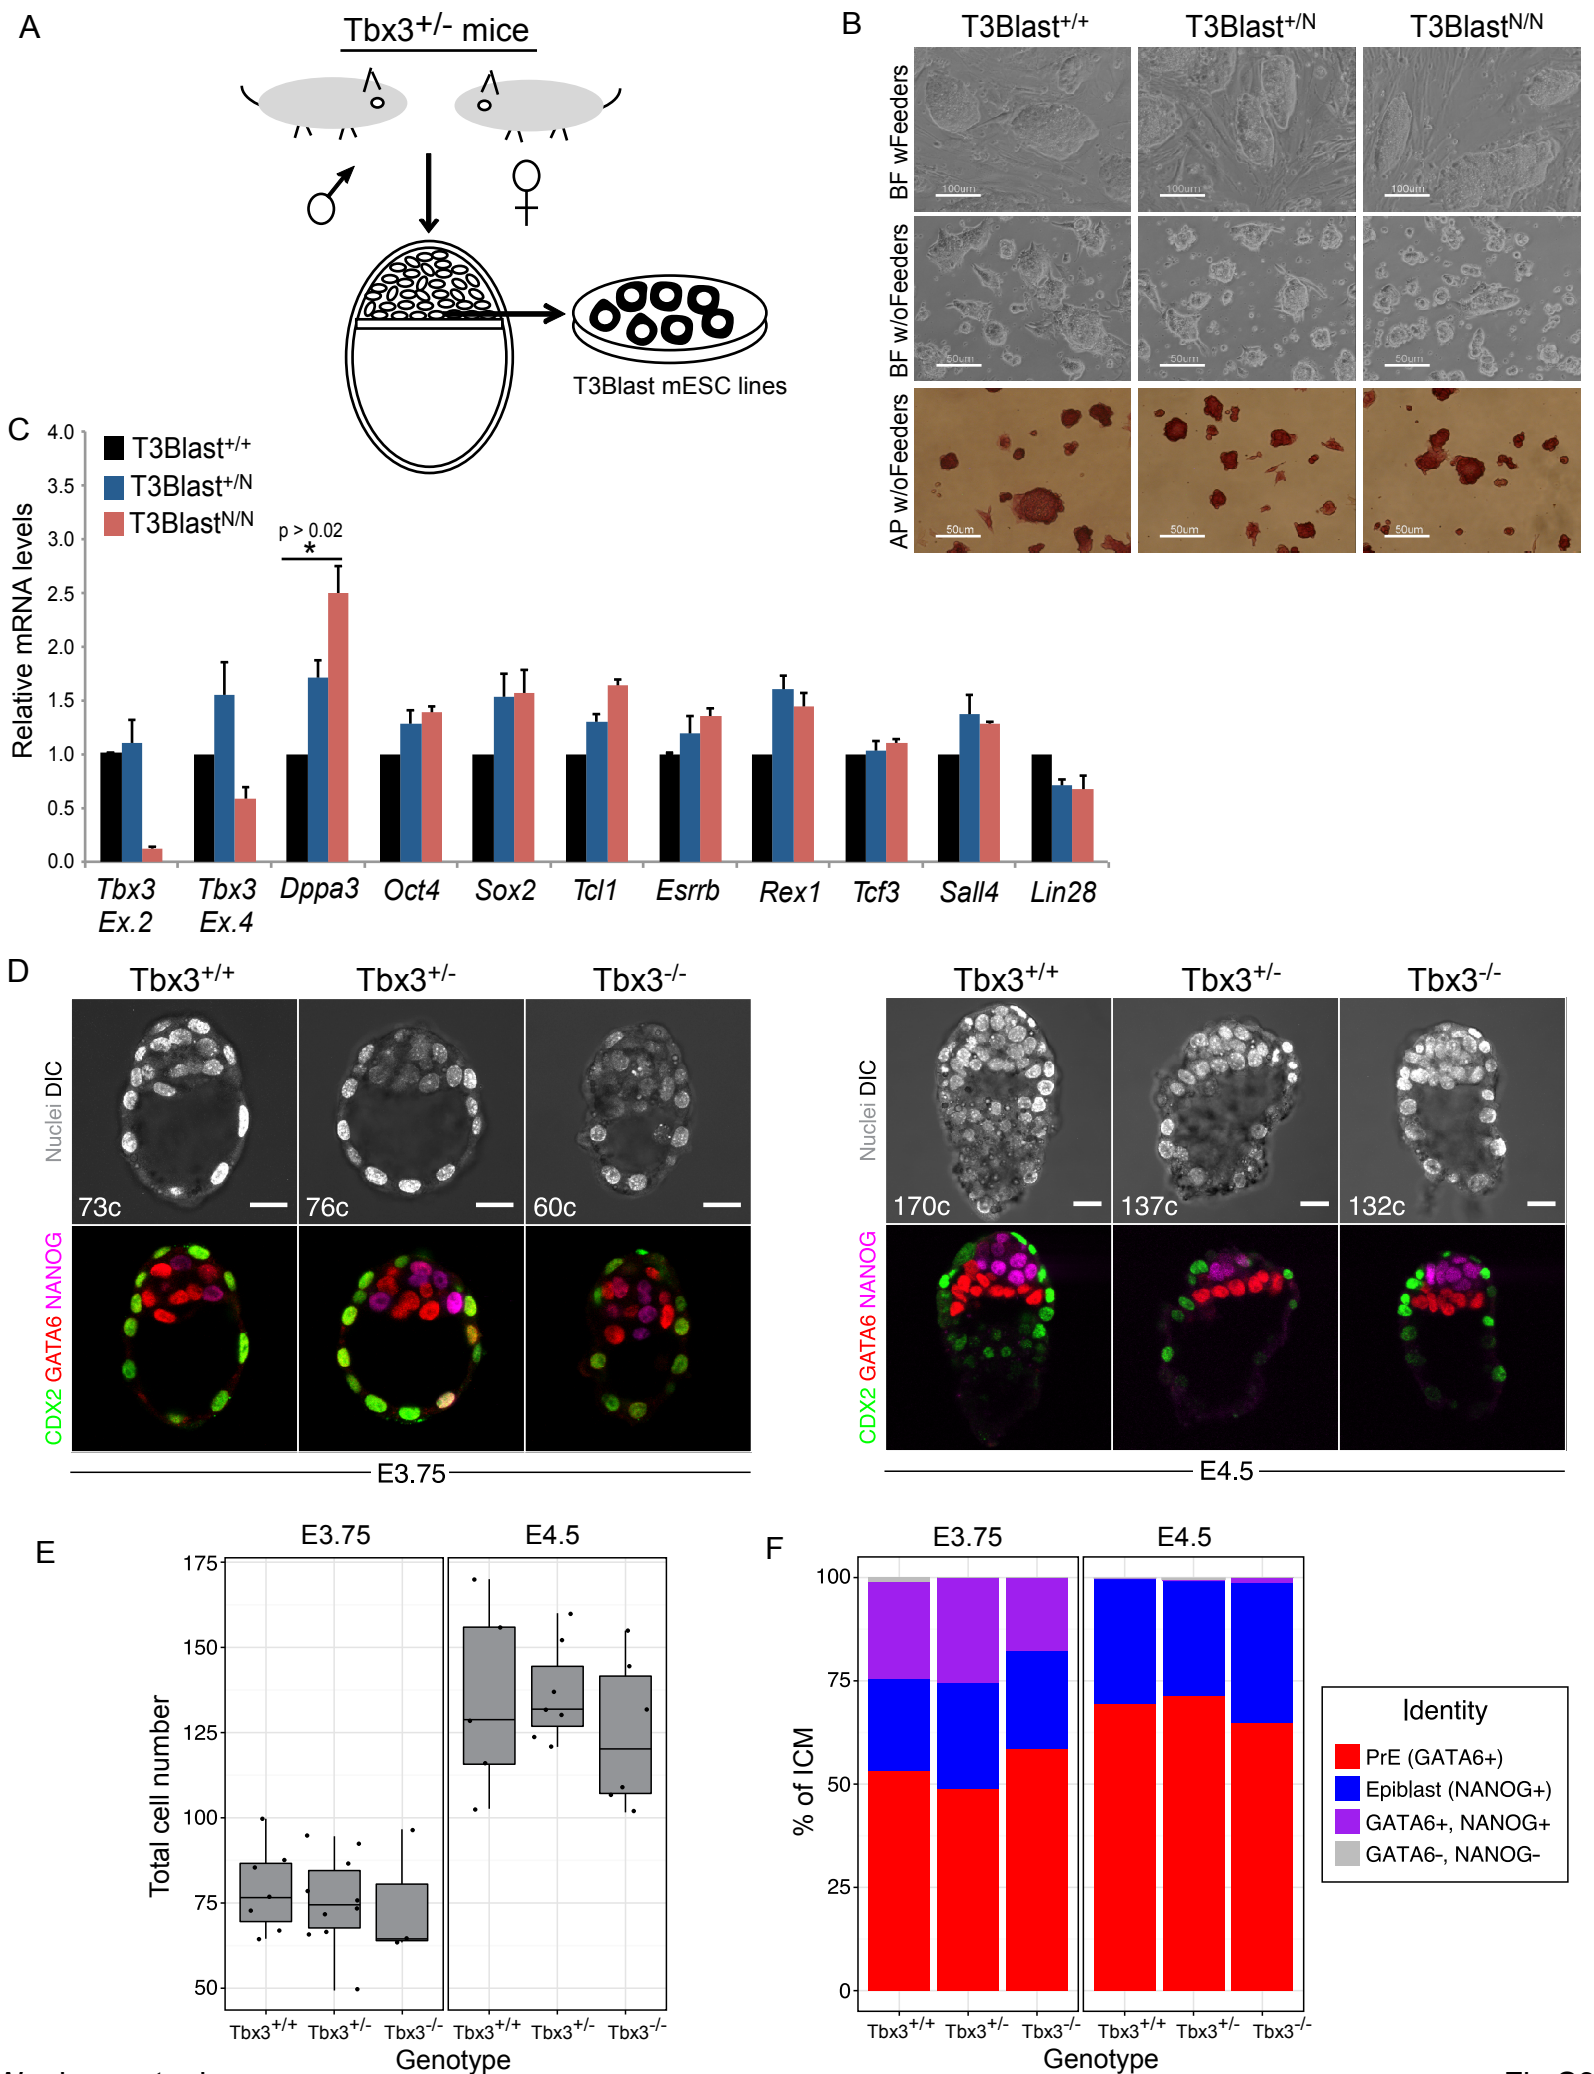 A
Tbx3+/- mice
T3Blast mESC lines
B
T3Blast+/+
T3Blast+/N
T3BlastN/N
BF wFeeders
100um
100um
100um
BF w/oFeeders
50um
50um
50um
AP w/oFeeders
50um
50um
50um
C
Relative mRNA levels
4.0
3.5
3.0
2.5
2.0
1.5
1.0
0.5
0.0
T3Blast+/+
T3Blast+/N
T3BlastN/N
p > 0.02
*
Tbx3 Ex.2
Tbx3 Ex.4
Dppa3
Oct4
Sox2
Tcl1
Esrrb
Rex1
Tcf3
Sall4
Lin28
D
Tbx3+/+
Tbx3+/-
Tbx3-/-
Nuclei DIC
73c
76c
60c
CDX2 GATA6 NANOG
E3.75
Tbx3+/+
Tbx3+/-
Tbx3-/-
Nuclei DIC
170c
137c
132c
CDX2 GATA6 NANOG
E4.5
E
E3.75
E4.5
Total cell number
175
150
125
100
75
50
Tbx3+/+
Tbx3+/-
Tbx3-/-
Tbx3+/+
Tbx3+/-
Tbx3-/-
Genotype
F
E3.75
E4.5
% of ICM
100
75
50
25
0
Tbx3+/+
Tbx3+/-
Tbx3-/-
Tbx3+/+
Tbx3+/-
Tbx3-/-
Genotype
Identity
PrE (GATA6+)
Epiblast (NANOG+)
GATA6+, NANOG+
GATA6-, NANOG-